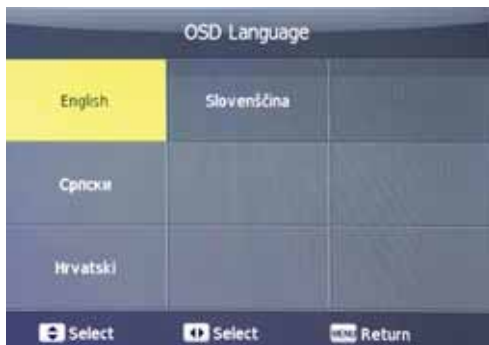 OSD Language
English
Slovenščina
Српски
Hrvatski
Select
Select
MENU Return